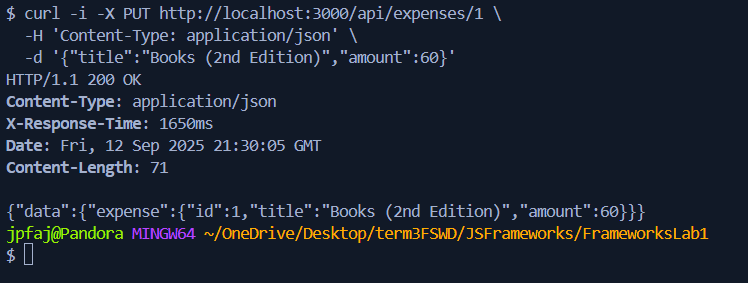 $ curl -i -X PUT http://localhost:3000/api/expenses/1 \
  -H 'Content-Type: application/json' \
  -d '{"title":"Books (2nd Edition)","amount":60}'
HTTP/1.1 200 OK
Content-Type: application/json
X-Response-Time: 1650ms
Date: Fri, 12 Sep 2025 21:30:05 GMT
Content-Length: 71

{"data":{"expense":{"id":1,"title":"Books (2nd Edition)","amount":60}}}
jpfaj@Pandora MINGW64 ~/OneDrive/Desktop/term3FSWD/JSFrameworks/FrameworksLab1
$